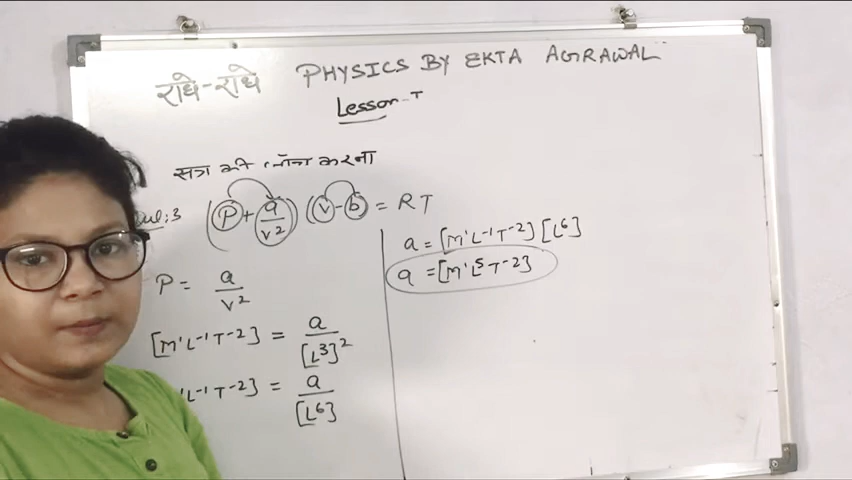 राधे-राधे PHYSICS BY EKTA AGRAWAL
Lesson-
सूत्र की जाँच करना
:3 (P + a/V²) (V - b) = RT
P = a/V²
[M¹L⁻¹T⁻²] = a/[L³]²
L⁻¹T⁻²] = a/[L⁶]
a = [M¹L⁻¹T⁻²][L⁶]
a = [M¹L⁵T⁻²]